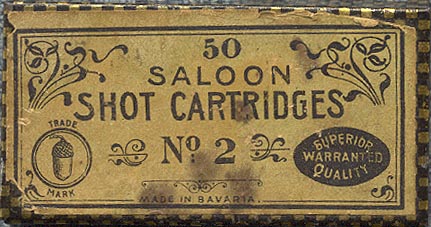 50
SALOON
SHOT CARTRIDGES
TRADE
MARK
No 2
SUPERIOR
WARRANTED
QUALITY
MADE IN BAVARIA.